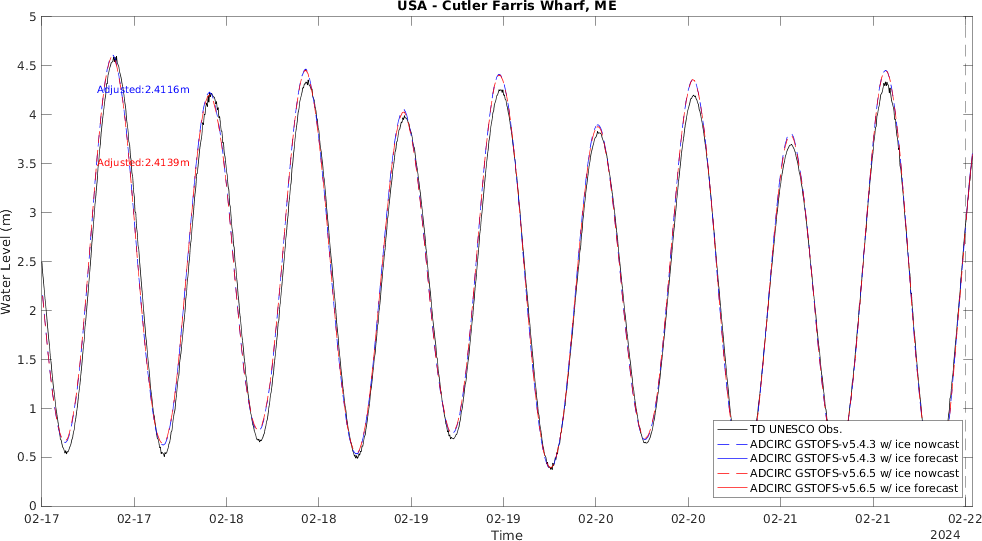 USA - Cutler Farris Wharf, ME
5
4.5
4
3.5
3
2.5
2
1.5
1
0.5
0
Water Level (m)
Adjusted:2.4116m
Adjusted:2.4139m
TD UNESCO Obs.
ADCIRC GSTOFS-v5.4.3 w/ ice nowcast
ADCIRC GSTOFS-v5.4.3 w/ ice forecast
ADCIRC GSTOFS-v5.6.5 w/ ice nowcast
ADCIRC GSTOFS-v5.6.5 w/ ice forecast
02-17 02-17 02-18 02-18 02-19 02-19 02-20 02-20 02-21 02-21 02-22
2024
Time